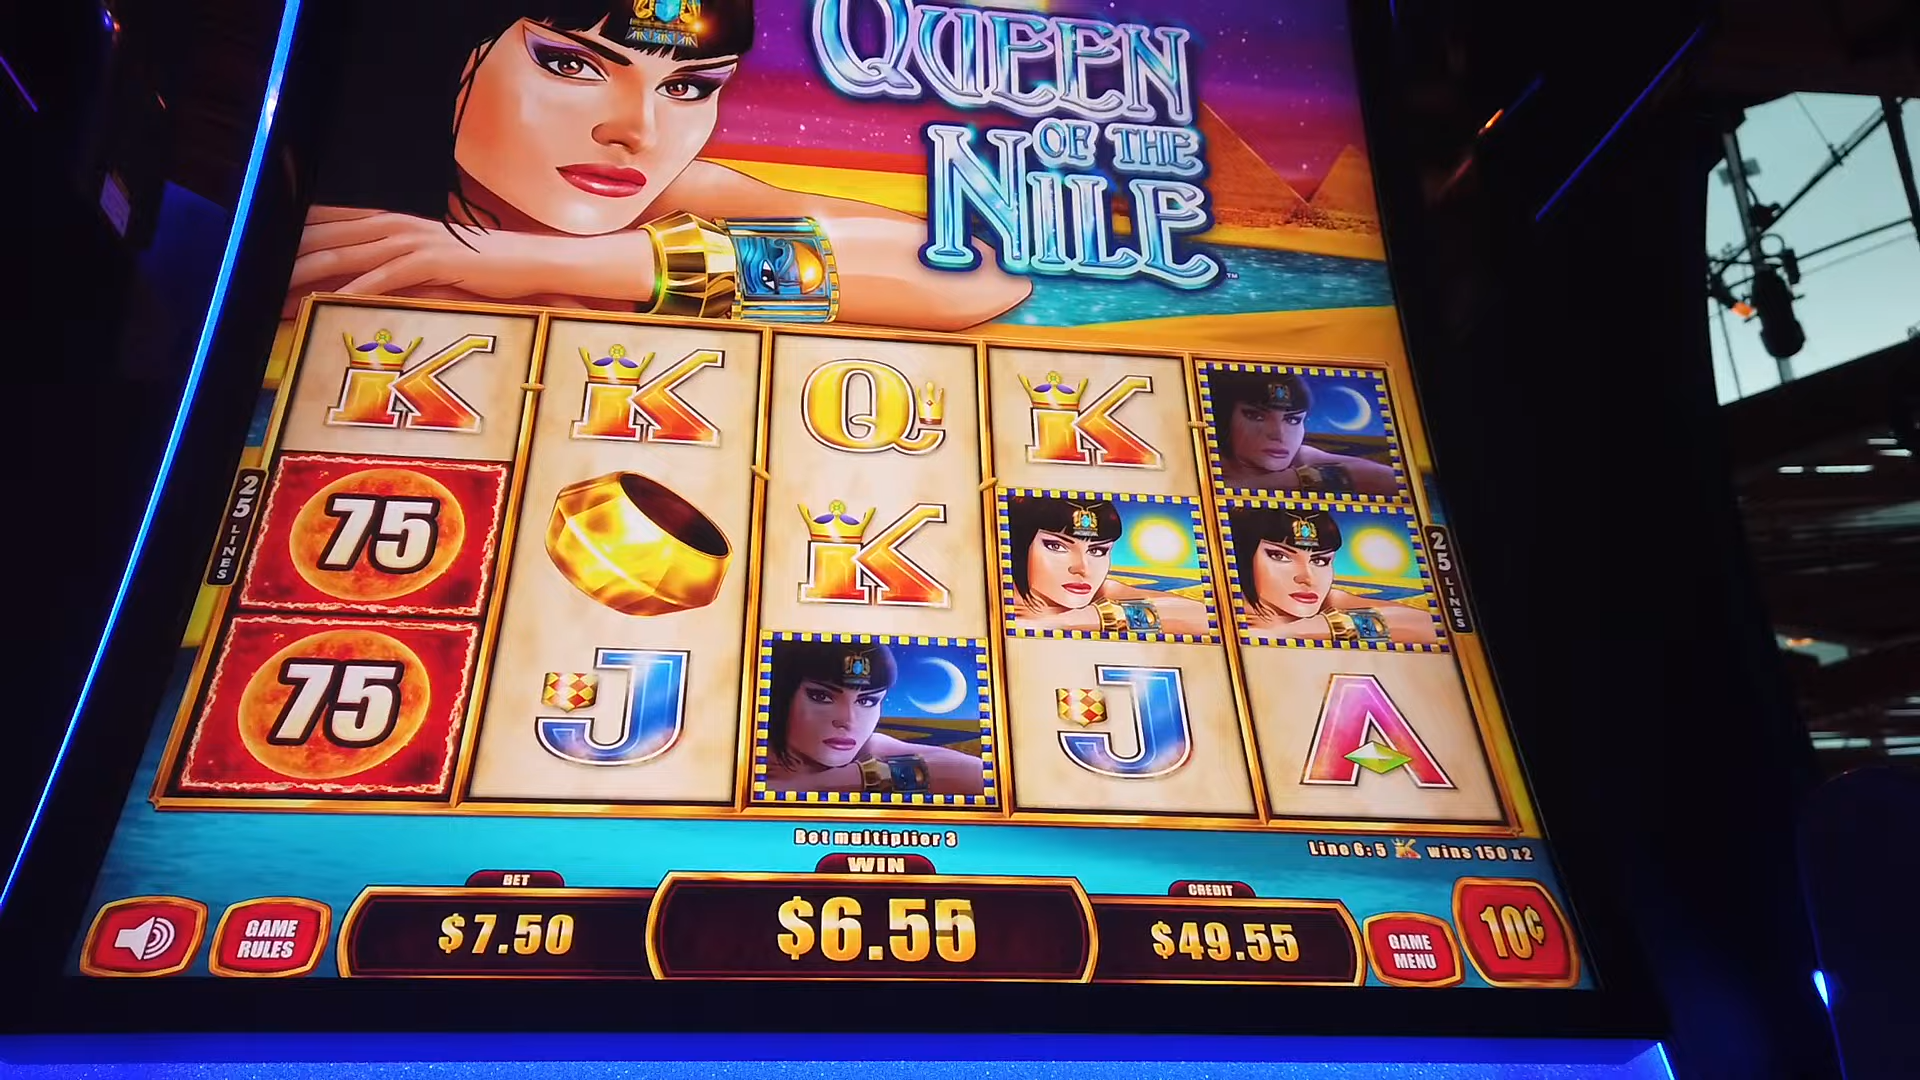 QUEEN
OF THE
NILE™
K K Q K
25 LINES
75
K
25 LINES
75
J
J
A
Bet multiplier 3
Line 6: 5 K wins 150 x2
BET
WIN
CREDIT
GAME RULES
$7.50
$6.55
$49.55
GAME MENU
10¢